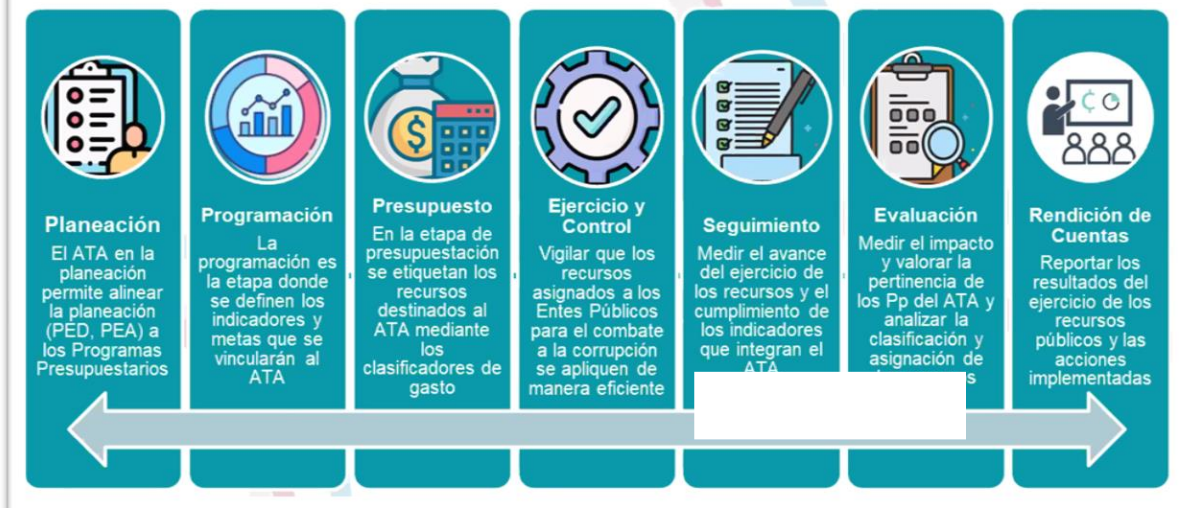 Planeación
El ATA en la
planeación
permite alinear
la planeación
(PED, PEA) a
los Programas
Presupuestarios
Programación
La
programación es
la etapa donde
se definen los
indicadores y
metas que se
vincularán al
ATA
Presupuesto
En la etapa de
presupuestación
se etiquetan los
recursos
destinados al
ATA mediante
los
clasificadores de
gasto
Ejercicio y
Control
Vigilar que los
recursos
asignados a los
Entes Públicos
para el combate
a la corrupción
se apliquen de
manera eficiente
Seguimiento
Medir el avance
del ejercicio de
los recursos y el
cumplimiento de
los indicadores
que integran el
ATA
Evaluación
Medir el impacto
y valorar la
pertinencia de
los Pp del ATA y
analizar la
clasificación y
asignación de
Rendición de
Cuentas
Reportar los
resultados del
ejercicio de los
recursos
públicos y las
acciones
implementadas